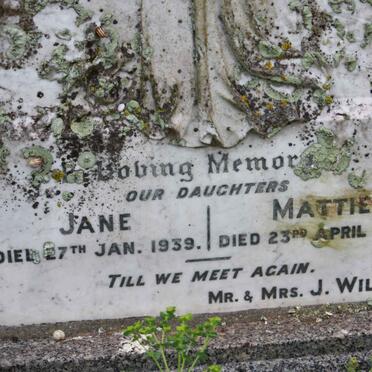 Loving Memor
OUR DAUGHTERS
JANE | MATTIE
DIED 27TH JAN. 1939. | DIED 23RD APRIL
TILL WE MEET AGAIN.
MR. & MRS. J. WIL